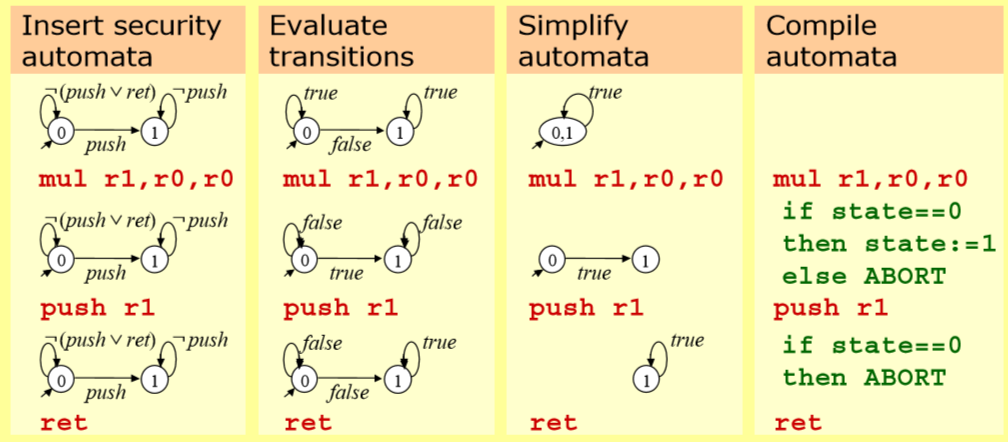 Insert security
automata
Evaluate
transitions
Simplify
automata
Compile
automata
¬(push ∨ ret) ¬push
0 1
push
mul r1,r0,r0
¬(push ∨ ret) ¬push
0 1
push
push r1
¬(push ∨ ret) ¬push
0 1
push
ret
true true
0 1
false
mul r1,r0,r0
false false
0 1
true
push r1
false true
0 1
false
ret
true
0,1
mul r1,r0,r0
0 1
true
push r1
true
1
ret
mul r1,r0,r0
if state==0
then state:=1
else ABORT
push r1
if state==0
then ABORT
ret